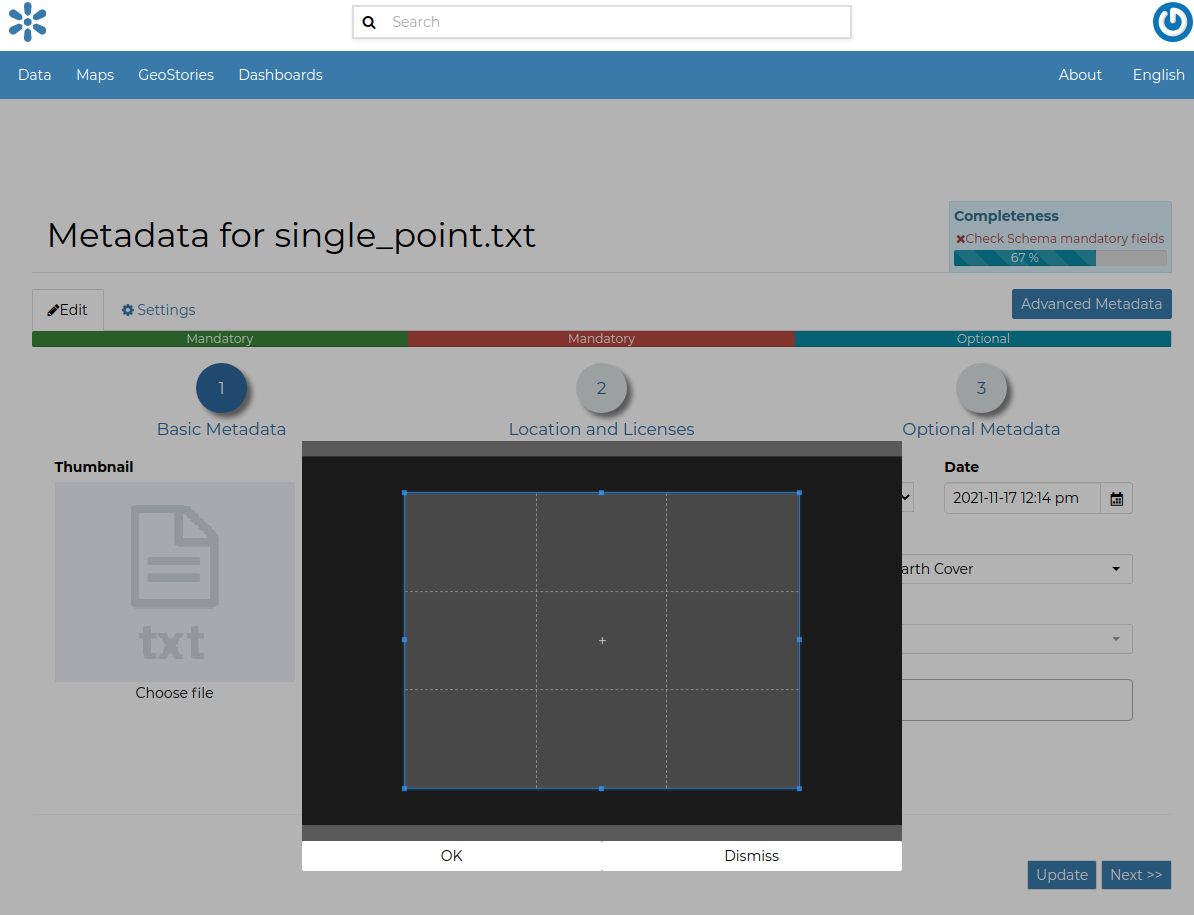 Search
Data Maps GeoStories Dashboards About English
Metadata for single_point.txt
Completeness
Check Schema mandatory fields
67 %
Edit Settings
Advanced Metadata
Mandatory Mandatory Optional
1 2 3
Basic Metadata Location and Licenses Optional Metadata
Thumbnail
Date
2021-11-17 12:14 pm
txt
arth Cover
Choose file
OK Dismiss
Update Next >>